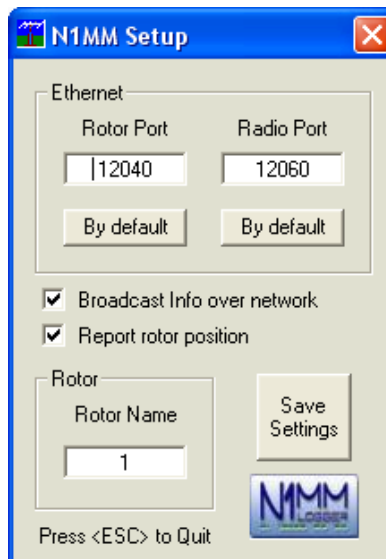 N1MM Setup
Ethernet
Rotor Port Radio Port
12040 12060
By default By default
Broadcast Info over network
Report rotor position
Rotor
Rotor Name
1
Save
Settings
N1MM
LOGGER
Press <ESC> to Quit